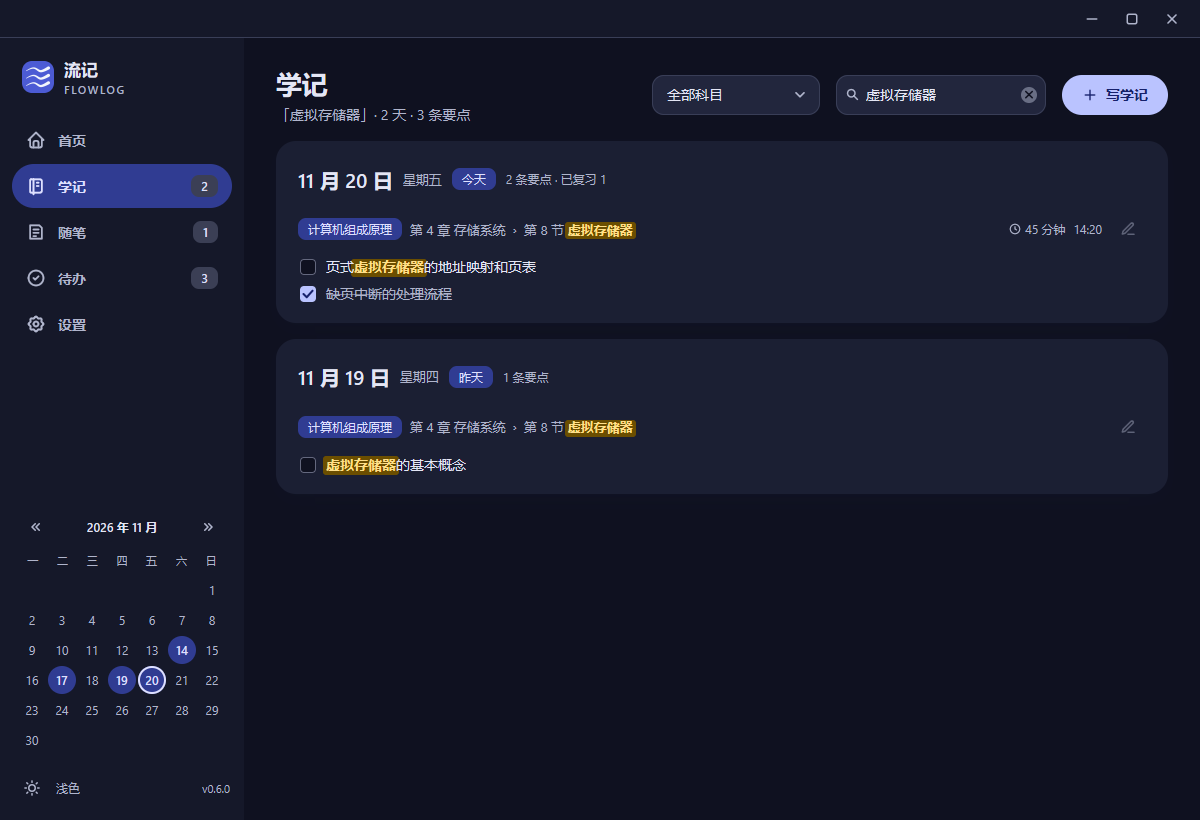 流记
FLOWLOG
首页
学记 2
随笔 1
待办 3
设置
« 2026 年 11 月 »
一 二 三 四 五 六 日
1
2 3 4 5 6 7 8
9 10 11 12 13 14 15
16 17 18 19 20 21 22
23 24 25 26 27 28 29
30
浅色 v0.6.0
学记
「虚拟存储器」 · 2 天 · 3 条要点
全部科目
虚拟存储器
+ 写学记
11 月 20 日 星期五 今天 2 条要点 · 已复习 1
计算机组成原理 第 4 章 存储系统 › 第 8 节 虚拟存储器 45 分钟 14:20
页式虚拟存储器的地址映射和页表
缺页中断的处理流程
11 月 19 日 星期四 昨天 1 条要点
计算机组成原理 第 4 章 存储系统 › 第 8 节 虚拟存储器
虚拟存储器的基本概念